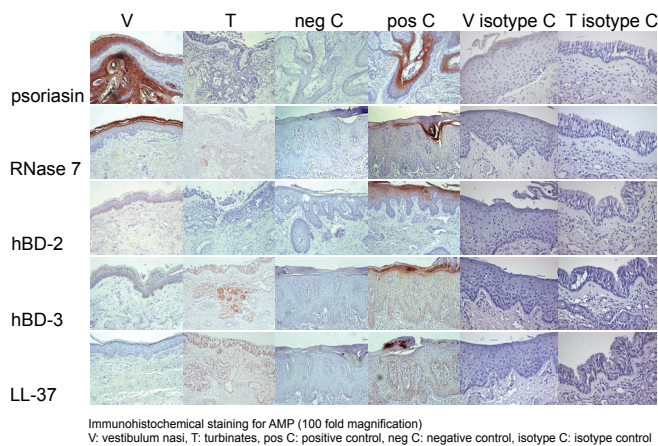 V T neg C pos C V isotype C T isotype C
psoriasin
RNase 7
hBD-2
hBD-3
LL-37
Immunohistochemical staining for AMP (100 fold magnification)
V: vestibulum nasi, T: turbinates, pos C: positive control, neg C: negative control, isotype C: isotype control